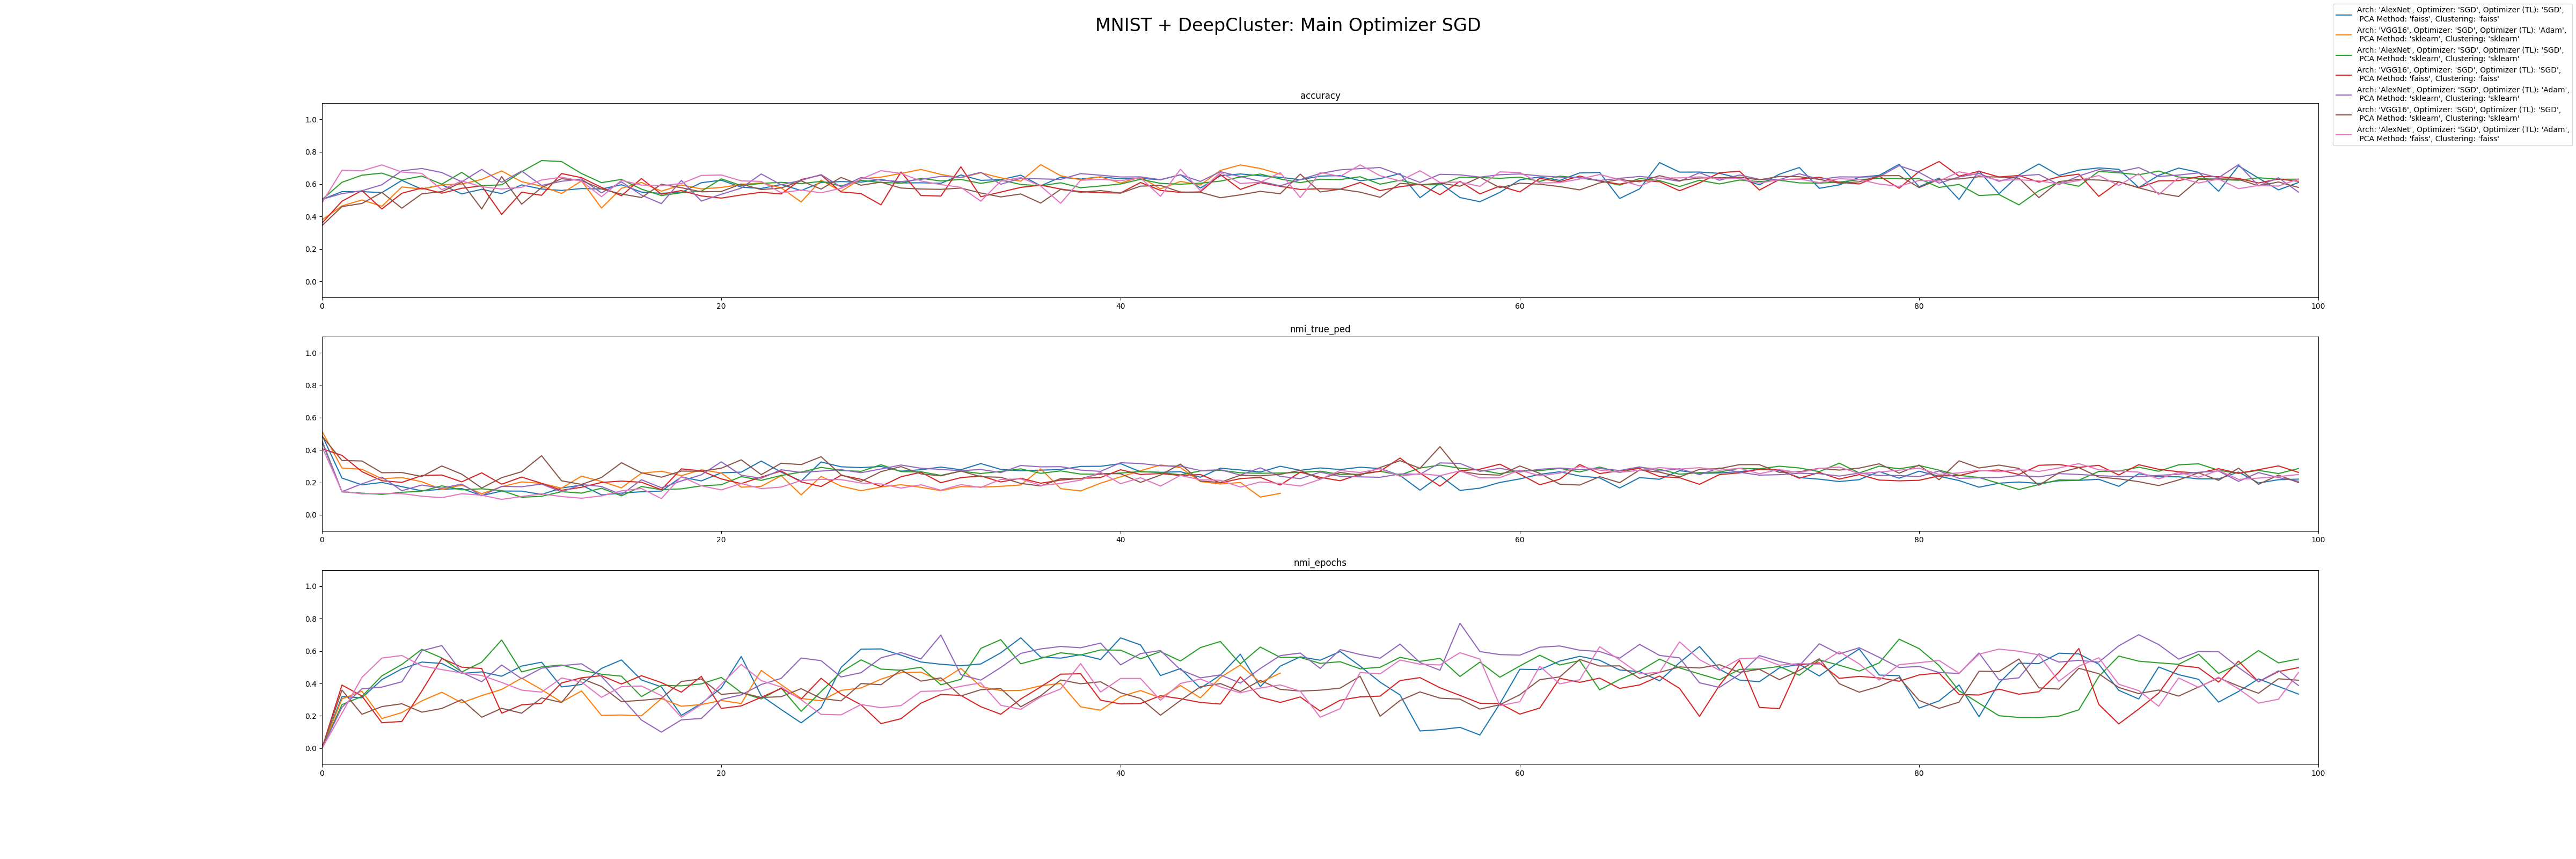 MNIST + DeepCluster: Main Optimizer SGD
Arch: 'AlexNet', Optimizer: 'SGD', Optimizer (TL): 'SGD',
PCA Method: 'faiss', Clustering: 'faiss'
Arch: 'VGG16', Optimizer: 'SGD', Optimizer (TL): 'Adam',
PCA Method: 'sklearn', Clustering: 'sklearn'
Arch: 'AlexNet', Optimizer: 'SGD', Optimizer (TL): 'SGD',
PCA Method: 'sklearn', Clustering: 'sklearn'
Arch: 'VGG16', Optimizer: 'SGD', Optimizer (TL): 'SGD',
PCA Method: 'faiss', Clustering: 'faiss'
Arch: 'AlexNet', Optimizer: 'SGD', Optimizer (TL): 'Adam',
PCA Method: 'sklearn', Clustering: 'sklearn'
Arch: 'VGG16', Optimizer: 'SGD', Optimizer (TL): 'SGD',
PCA Method: 'sklearn', Clustering: 'sklearn'
Arch: 'AlexNet', Optimizer: 'SGD', Optimizer (TL): 'Adam',
PCA Method: 'faiss', Clustering: 'faiss'
accuracy
1.0
0.8
0.6
0.4
0.2
0.0
0 20 40 60 80 100
nmi_true_ped
1.0
0.8
0.6
0.4
0.2
0.0
0 20 40 60 80 100
nmi_epochs
1.0
0.8
0.6
0.4
0.2
0.0
0 20 40 60 80 100